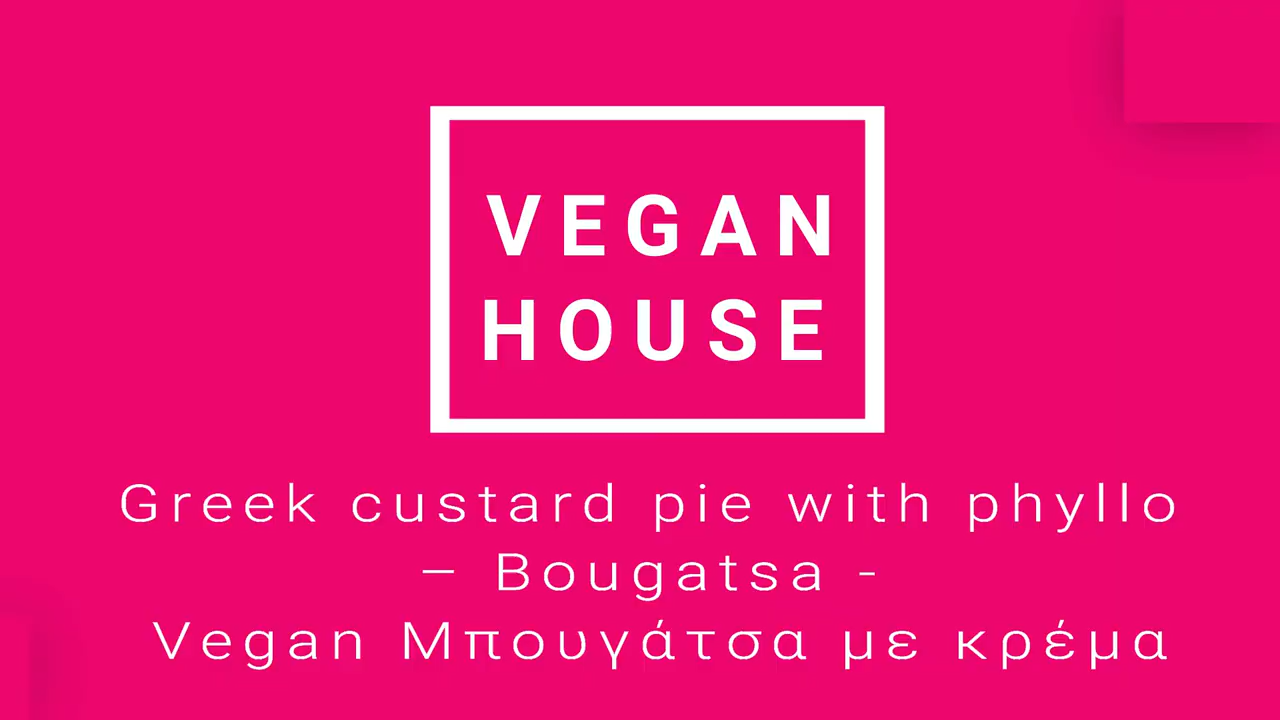 VEGAN
HOUSE
Greek custard pie with phyllo
– Bougatsa -
Vegan Μπουγάτσα με κρέμα